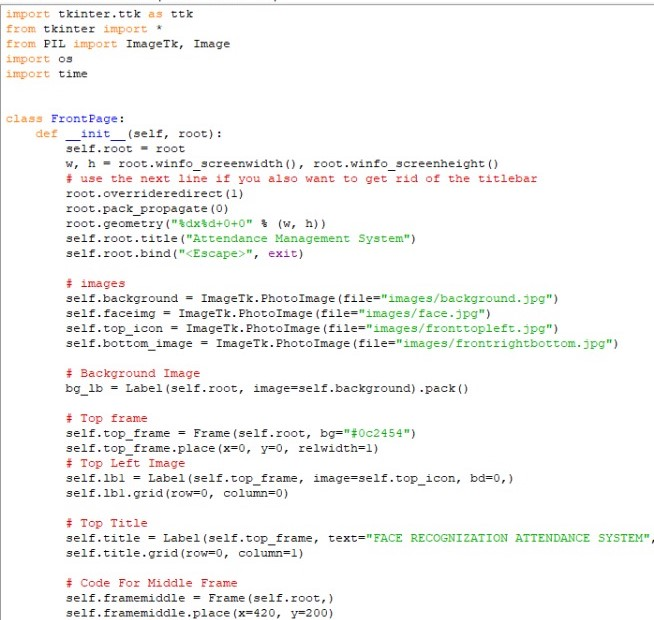 import tkinter.ttk as ttk
from tkinter import *
from PIL import ImageTk, Image
import os
import time
class FrontPage:
    def __init__(self, root):
        self.root = root
        w, h = root.winfo_screenwidth(), root.winfo_screenheight()
        # use the next line if you also want to get rid of the titlebar
        root.overrideredirect(1)
        root.pack_propagate(0)
        root.geometry("%dx%d+0+0" % (w, h))
        self.root.title("Attendance Management System")
        self.root.bind("<Escape>", exit)
        # images
        self.background = ImageTk.PhotoImage(file="images/background.jpg")
        self.faceimg = ImageTk.PhotoImage(file="images/face.jpg")
        self.top_icon = ImageTk.PhotoImage(file="images/fronttopleft.jpg")
        self.bottom_image = ImageTk.PhotoImage(file="images/frontrightbottom.jpg")
        # Background Image
        bg_lb = Label(self.root, image=self.background).pack()
        # Top frame
        self.top_frame = Frame(self.root, bg="#0c2454")
        self.top_frame.place(x=0, y=0, relwidth=1)
        # Top Left Image
        self.lb1 = Label(self.top_frame, image=self.top_icon, bd=0,)
        self.lb1.grid(row=0, column=0)
        # Top Title
        self.title = Label(self.top_frame, text="FACE RECOGNIZATION ATTENDANCE SYSTEM",
        self.title.grid(row=0, column=1)
        # Code For Middle Frame
        self.framemiddle = Frame(self.root,)
        self.framemiddle.place(x=420, y=200)